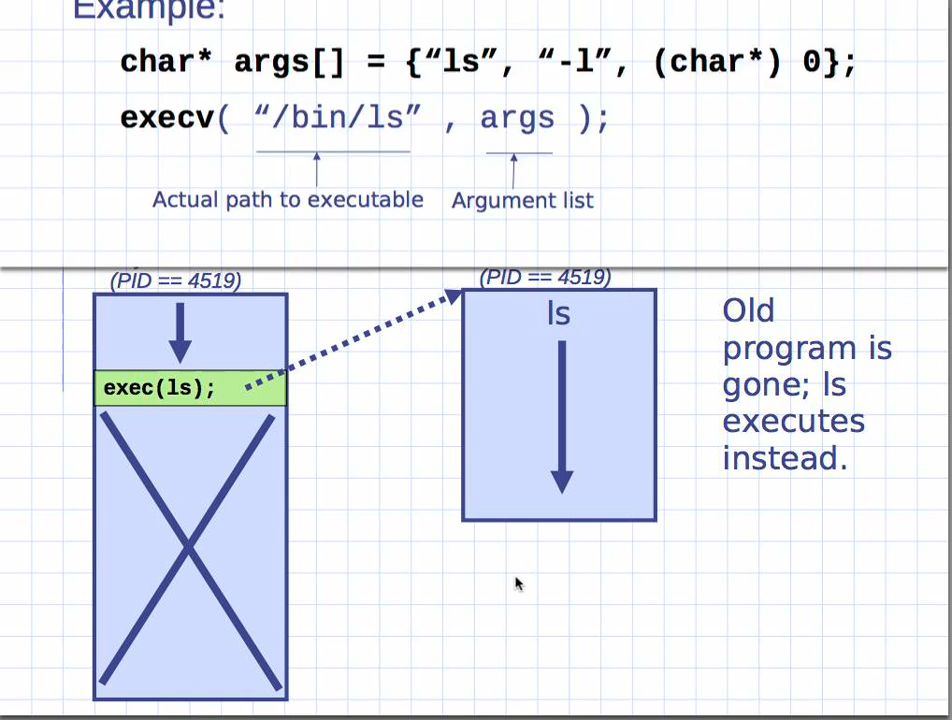 Example:
char* args[] = {“ls”, “-l”, (char*) 0};
execv( “/bin/ls” , args );
Actual path to executable Argument list
(PID == 4519) (PID == 4519)
ls
exec(ls);
Old
program is
gone; ls
executes
instead.